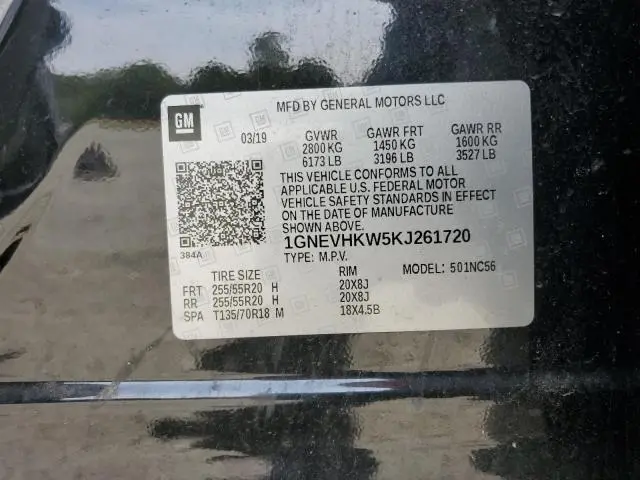 MFD BY GENERAL MOTORS LLC
GM
03/19 GVWR GAWR FRT GAWR RR
2800 KG 1450 KG 1600 KG
6173 LB 3196 LB 3527 LB
THIS VEHICLE CONFORMS TO ALL
APPLICABLE U.S. FEDERAL MOTOR
VEHICLE SAFETY STANDARDS IN EFFECT
ON THE DATE OF MANUFACTURE
SHOWN ABOVE.
1GNEVHKW5KJ261720
384A
TYPE: M.P.V. MODEL: 501NC56
TIRE SIZE RIM
FRT 255/55R20 H 20X8J
RR 255/55R20 H 20X8J
SPA T135/70R18 M 18X4.5B